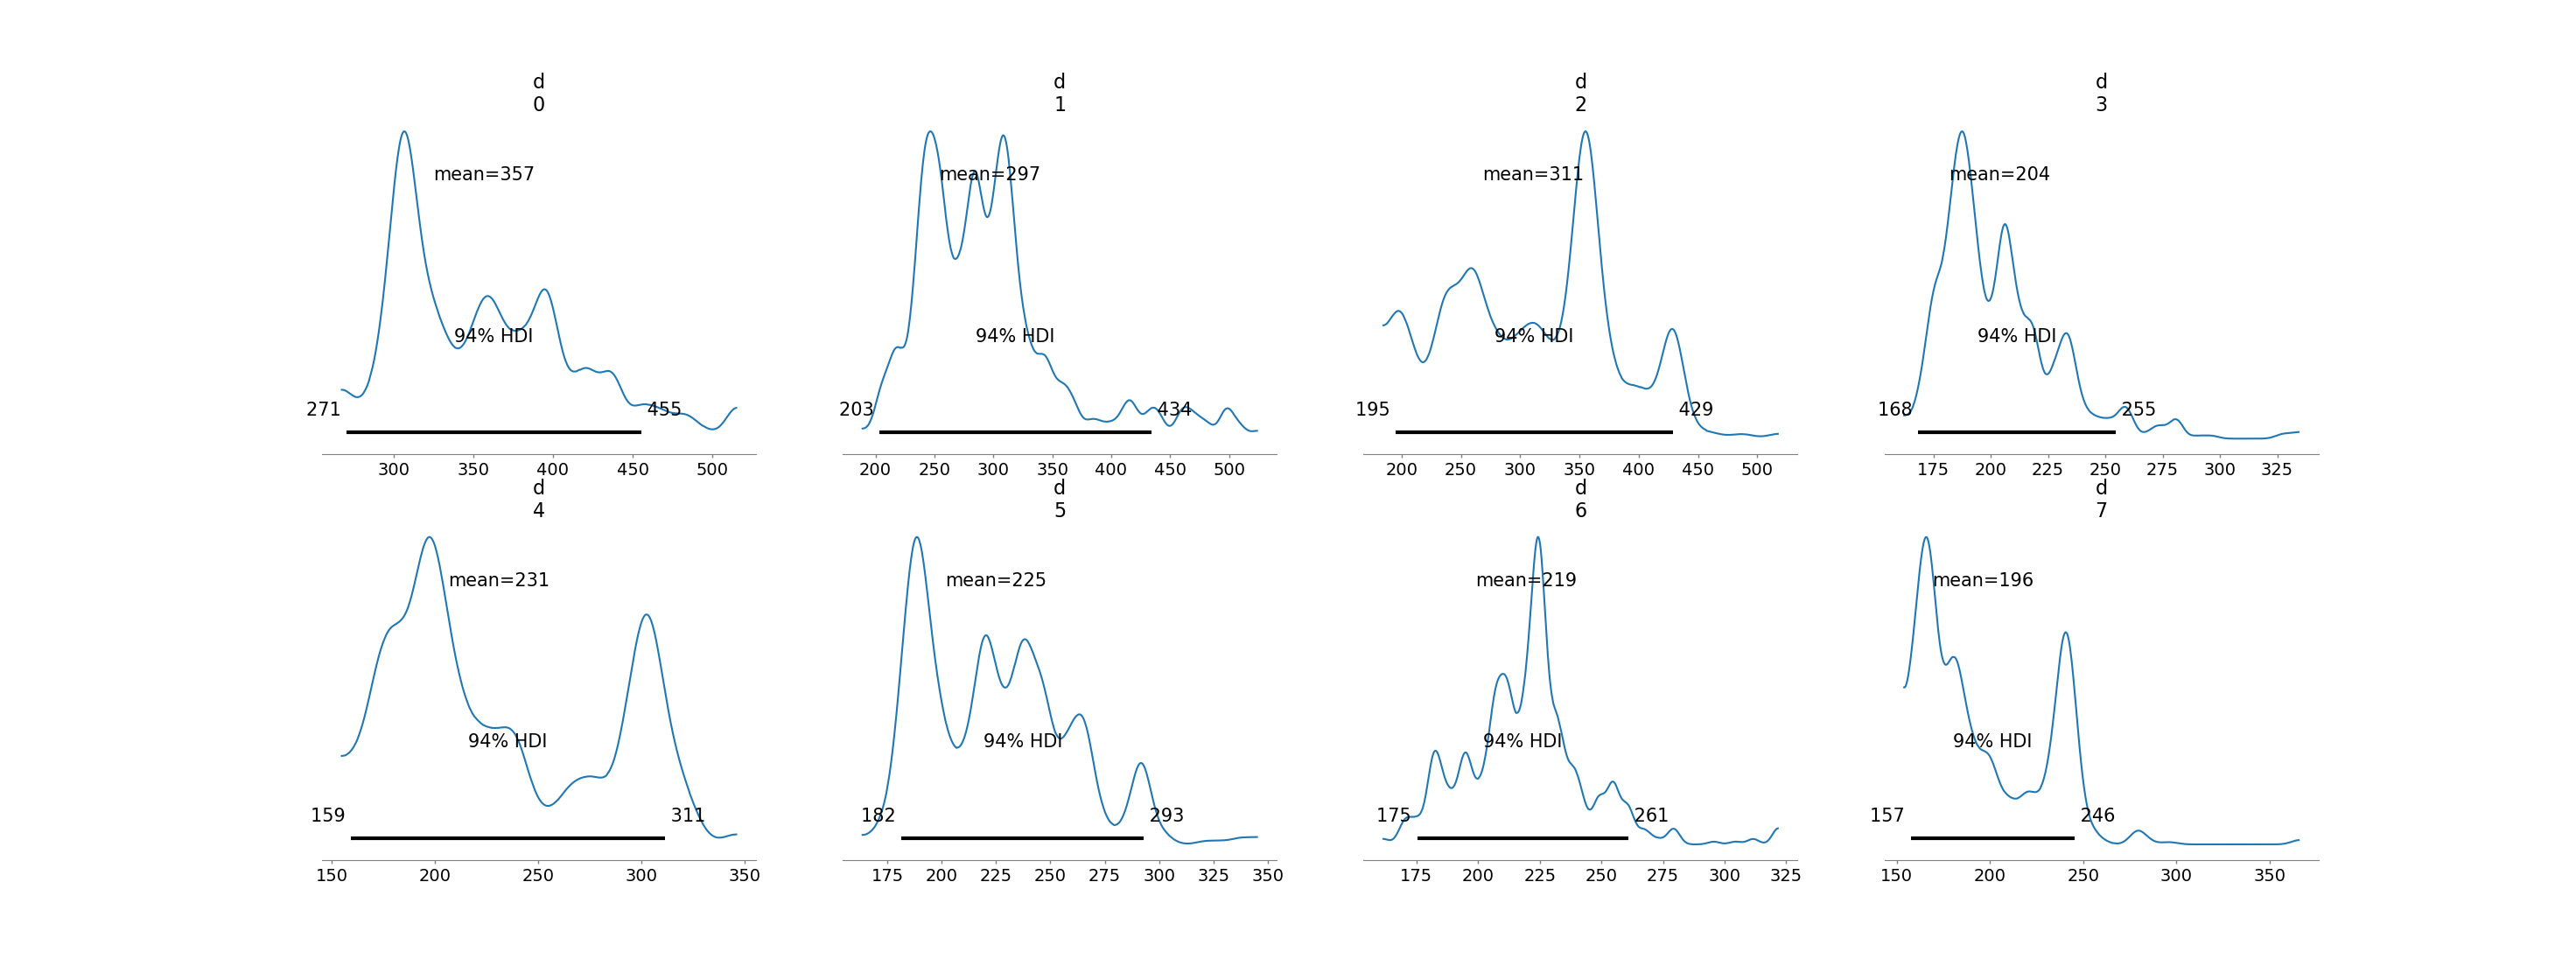 d
0
mean=357
94% HDI
271
455
300 350 400 450 500
d
1
mean=297
94% HDI
203
434
200 250 300 350 400 450 500
d
2
mean=311
94% HDI
195
429
200 250 300 350 400 450 500
d
3
mean=204
94% HDI
168
255
175 200 225 250 275 300 325
d
4
mean=231
94% HDI
159
311
150 200 250 300 350
d
5
mean=225
94% HDI
182
293
175 200 225 250 275 300 325 350
d
6
mean=219
94% HDI
175
261
175 200 225 250 275 300 325
d
7
mean=196
94% HDI
157
246
150 200 250 300 350